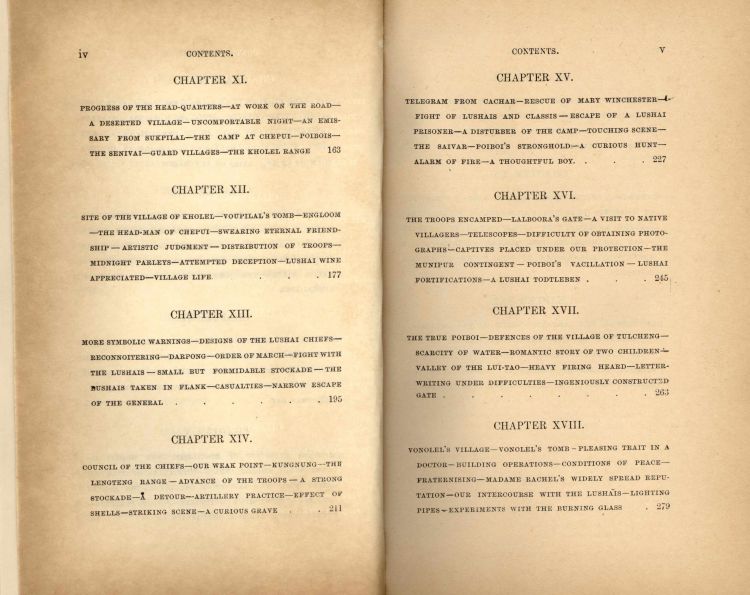 iv CONTENTS.
CHAPTER XI.
PROGRESS OF THE HEAD-QUARTERS—AT WORK ON THE ROAD—
A DESERTED VILLAGE—UNCOMFORTABLE NIGHT—AN EMIS-
SARY FROM SUKPILAL—THE CAMP AT CHEPUI—POIBOIS—
THE SENIVAI—GUARD VILLAGES—THE KHOLEL RANGE 163
CHAPTER XII.
SITE OF THE VILLAGE OF KHOLEL—VOUPILAL'S TOMB—ENGLOOM
—THE HEAD-MAN OF CHEPUI—SWEARING ETERNAL FRIEND-
SHIP—ARTISTIC JUDGMENT—DISTRIBUTION OF TROOPS—
MIDNIGHT PARLEYS—ATTEMPTED DECEPTION—LUSHAI WINE
APPRECIATED—VILLAGE LIFE . . . 177
CHAPTER XIII.
MORE SYMBOLIC WARNINGS—DESIGNS OF THE LUSHAI CHIEFS—
RECONNOITERING—DARPONG—ORDER OF MARCH—FIGHT WITH
THE LUSHAIS—SMALL BUT FORMIDABLE STOCKADE—THE
LUSHAIS TAKEN IN FLANK—CASUALTIES—NARROW ESCAPE
OF THE GENERAL . . . . . . 195
CHAPTER XIV.
COUNCIL OF THE CHIEFS—OUR WEAK POINT—KUNGNUNG—THE
LENGTENG RANGE—ADVANCE OF THE TROOPS—A STRONG
STOCKADE—A DETOUR—ARTILLERY PRACTICE—EFFECT OF
SHELLS—STRIKING SCENE—A CURIOUS GRAVE . . 211
CONTENTS. v
CHAPTER XV.
TELEGRAM FROM CACHAR—RESCUE OF MARY WINCHESTER—
FIGHT OF LUSHAIS AND CLASSIS—ESCAPE OF A LUSHAI
PRISONER—A DISTURBER OF THE CAMP—TOUCHING SCENE—
THE SAIVAR—POIBOI'S STRONGHOLD—A CURIOUS HUNT—
ALARM OF FIRE—A THOUGHTFUL BOY. . . . 227
CHAPTER XVI.
THE TROOPS ENCAMPED—LALBOORA'S GATE—A VISIT TO NATIVE
VILLAGERS—TELESCOPES—DIFFICULTY OF OBTAINING PHOTO-
GRAPHS—CAPTIVES PLACED UNDER OUR PROTECTION—THE
MUNIPUR CONTINGENT—POIBOI'S VACILLATION—LUSHAI
FORTIFICATIONS—A LUSHAI TODTLEBEN . . . 245
CHAPTER XVII.
THE TRUE POIBOI—DEFENCES OF THE VILLAGE OF TULCHENG—
SCARCITY OF WATER—ROMANTIC STORY OF TWO CHILDREN—
VALLEY OF THE LUI-TAO—HEAVY FIRING HEARD—LETTER-
WRITING UNDER DIFFICULTIES—INGENIOUSLY CONSTRUCTED
GATE . . . . . . . 263
CHAPTER XVIII.
VONOLEL'S VILLAGE—VONOLEL'S TOMB—PLEASING TRAIT IN A
DOCTOR—BUILDING OPERATIONS—CONDITIONS OF PEACE—
FRATERNISING—MADAME RACHEL'S WIDELY SPREAD REPU-
TATION—OUR INTERCOURSE WITH THE LUSHAIS—LIGHTING
PIPES—EXPERIMENTS WITH THE BURNING GLASS . 279